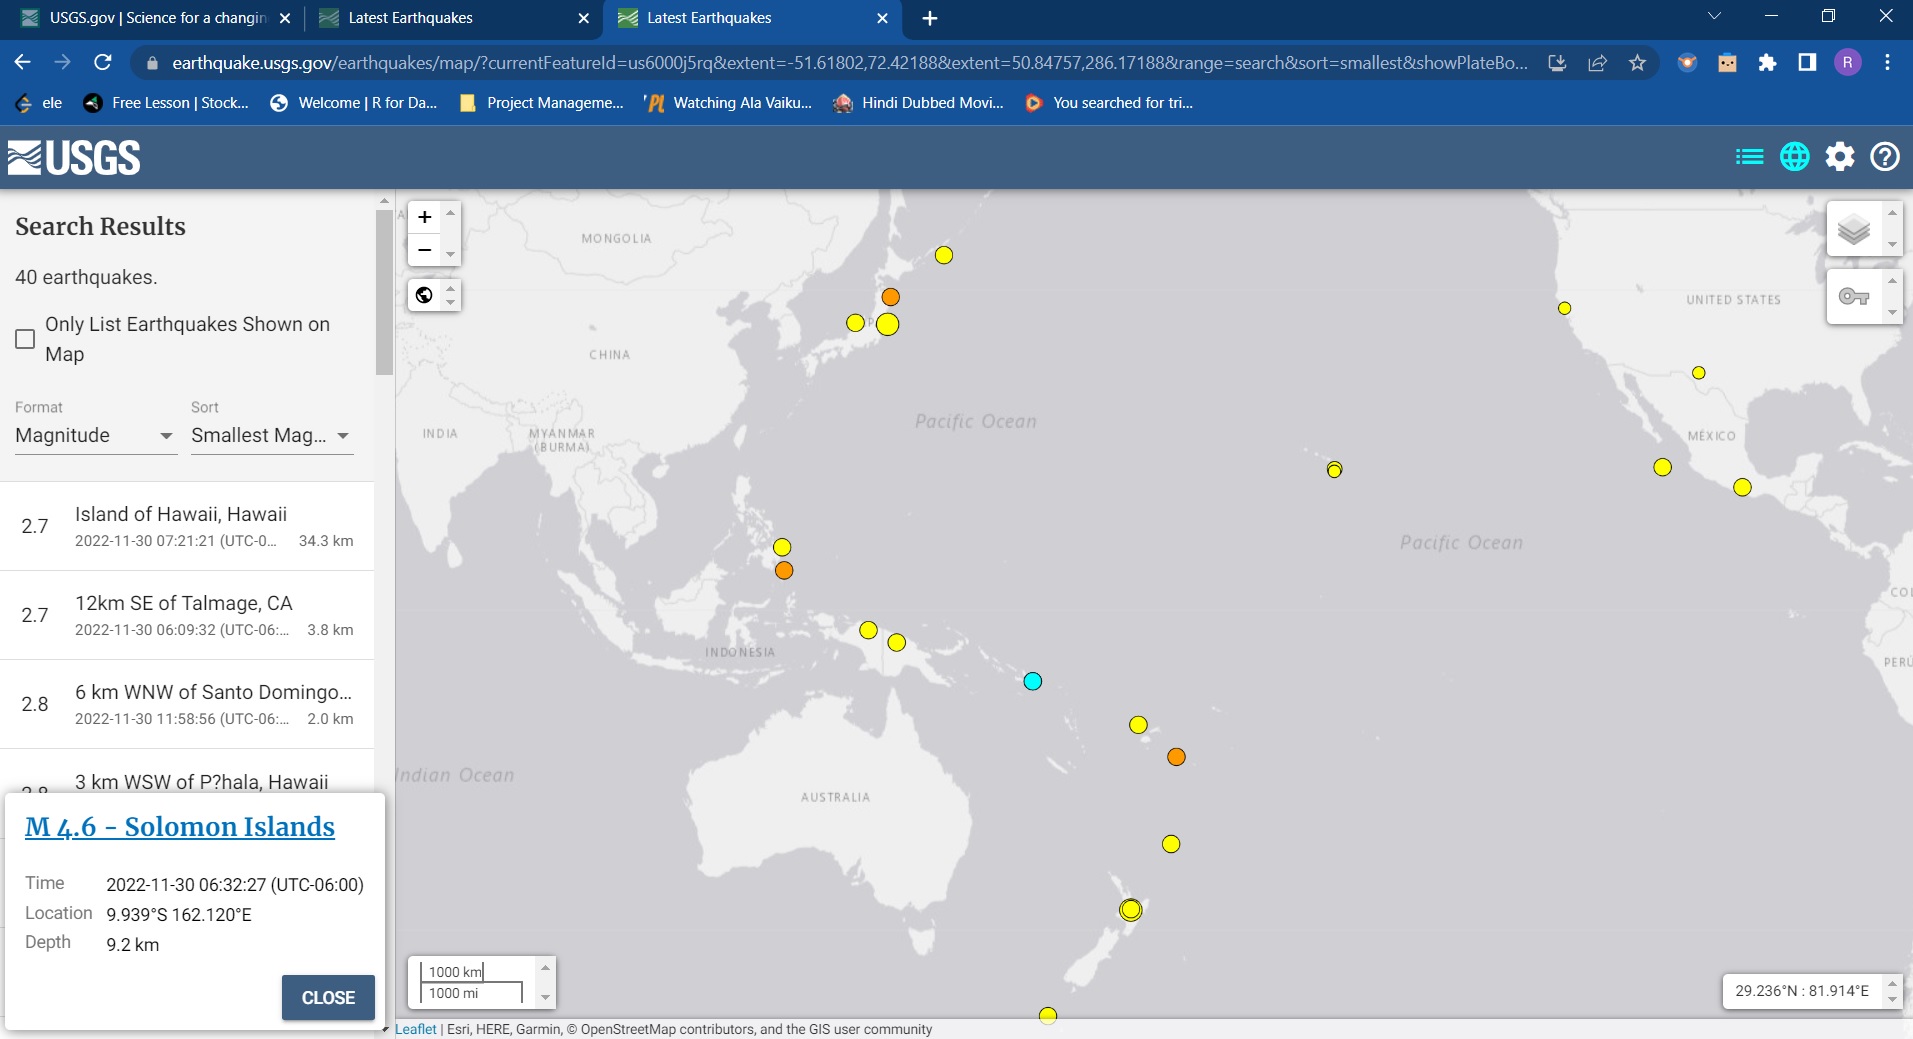 USGS.gov | Science for a changin
Latest Earthquakes
Latest Earthquakes
earthquake.usgs.gov/earthquakes/map/?currentFeatureId=us6000j5rq&extent=-51.61802,72.42188&extent=50.84757,286.17188&range=search&sort=smallest&showPlateBo...
R
ele
Free Lesson | Stock...
Welcome | R for Da...
Project Manageme...
Watching Ala Vaiku...
Hindi Dubbed Movi...
You searched for tri...
USGS
Search Results
40 earthquakes.
Only List Earthquakes Shown on
Map
Format
Sort
Magnitude
Smallest Mag...
2.7
Island of Hawaii, Hawaii
2022-11-30 07:21:21 (UTC-0...
34.3 km
2.7
12km SE of Talmage, CA
2022-11-30 06:09:32 (UTC-06:...
3.8 km
2.8
6 km WNW of Santo Domingo...
2022-11-30 11:58:56 (UTC-06:...
2.0 km
3 km WSW of P?hala, Hawaii
M 4.6 - Solomon Islands
Time
2022-11-30 06:32:27 (UTC-06:00)
Location
9.939°S 162.120°E
Depth
9.2 km
CLOSE
+
−
MONGOLIA
CHINA
INDIA
MYANMAR
(BURMA)
Pacific Ocean
UNITED STATES
MÉXICO
Pacific Ocean
COL
PERÚ
INDONESIA
Indian Ocean
AUSTRALIA
1000 km
1000 mi
29.236°N : 81.914°E
Leaflet | Esri, HERE, Garmin, © OpenStreetMap contributors, and the GIS user community